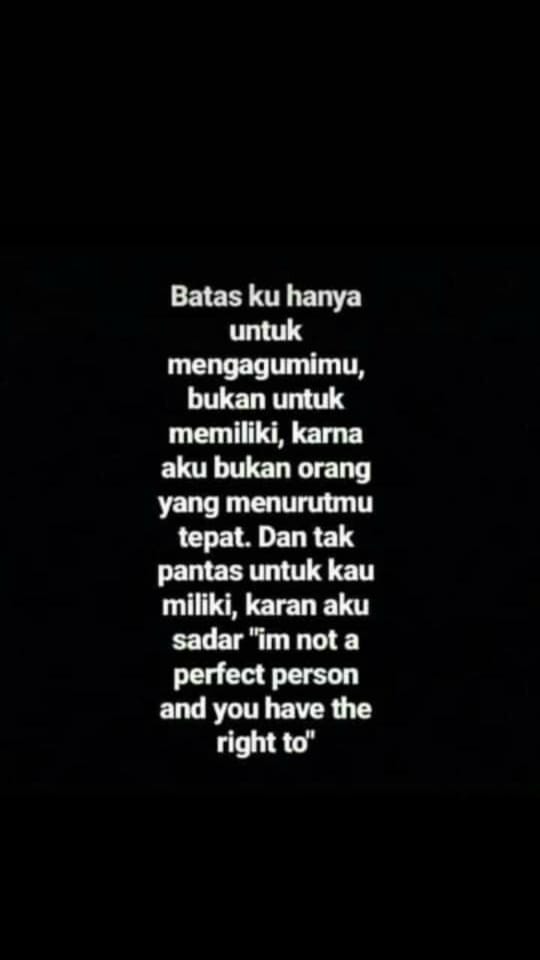 Batas ku hanya
untuk
mengagumimu,
bukan untuk
memiliki, karna
aku bukan orang
yang menurutmu
tepat. Dan tak
pantas untuk kau
miliki, karan aku
sadar "im not a
perfect person
and you have the
right to"